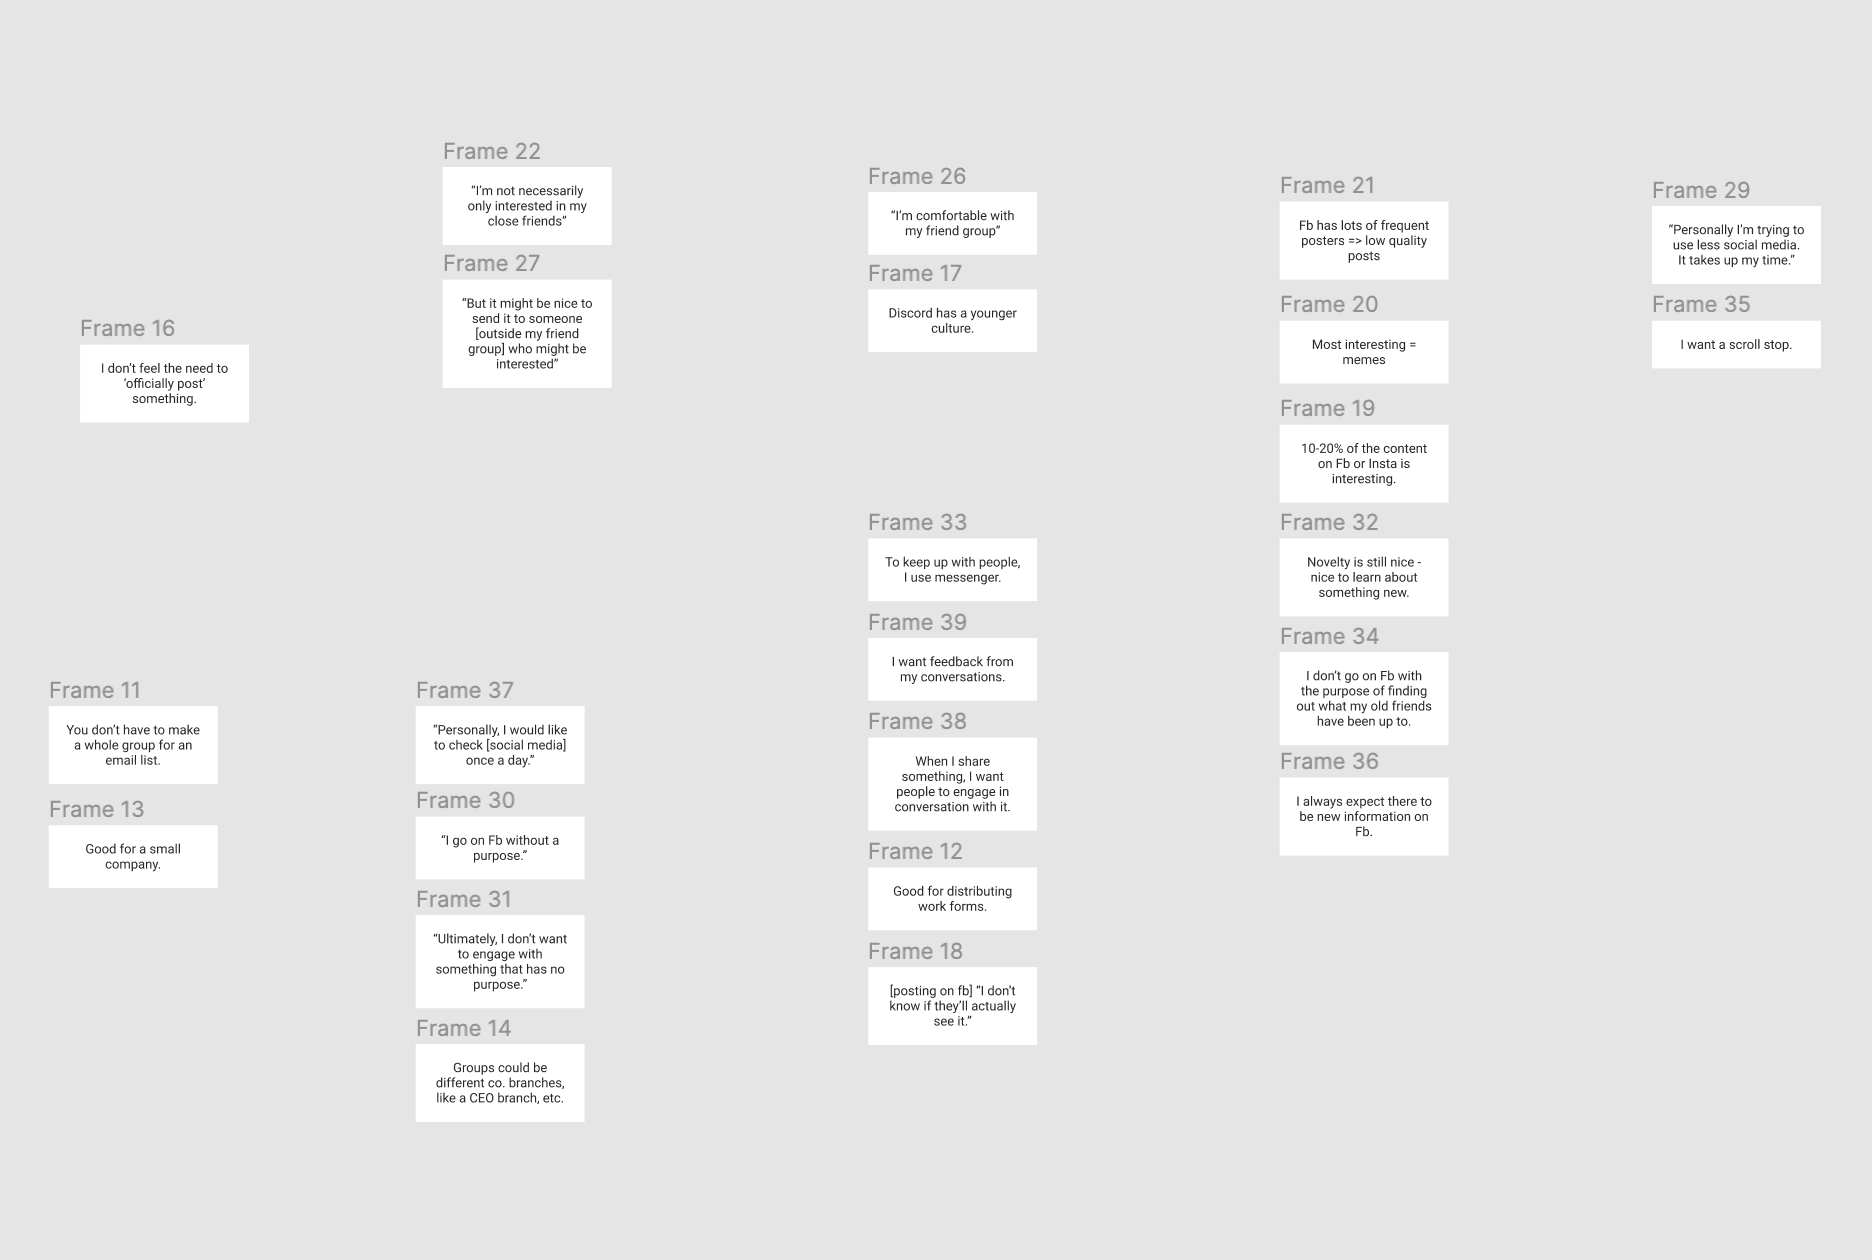 Frame 16
I don’t feel the need to
‘officially post’
something.
Frame 11
You don’t have to make
a whole group for an
email list.
Frame 13
Good for a small
company.
Frame 22
“I’m not necessarily
only interested in my
close friends”
Frame 27
“But it might be nice to
send it to someone
[outside my friend
group] who might be
interested”
Frame 37
“Personally, I would like
to check [social media]
once a day.”
Frame 30
“I go on Fb without a
purpose.”
Frame 31
“Ultimately, I don’t want
to engage with
something that has no
purpose.”
Frame 14
Groups could be
different co. branches,
like a CEO branch, etc.
Frame 26
“I’m comfortable with
my friend group”
Frame 17
Discord has a younger
culture.
Frame 33
To keep up with people,
I use messenger.
Frame 39
I want feedback from
my conversations.
Frame 38
When I share
something, I want
people to engage in
conversation with it.
Frame 12
Good for distributing
work forms.
Frame 18
[posting on fb] “I don’t
know if they’ll actually
see it.”
Frame 21
Fb has lots of frequent
posters => low quality
posts
Frame 20
Most interesting =
memes
Frame 19
10-20% of the content
on Fb or Insta is
interesting.
Frame 32
Novelty is still nice -
nice to learn about
something new.
Frame 34
I don’t go on Fb with
the purpose of finding
out what my old friends
have been up to.
Frame 36
I always expect there to
be new information on
Fb.
Frame 29
“Personally I’m trying to
use less social media.
It takes up my time.”
Frame 35
I want a scroll stop.